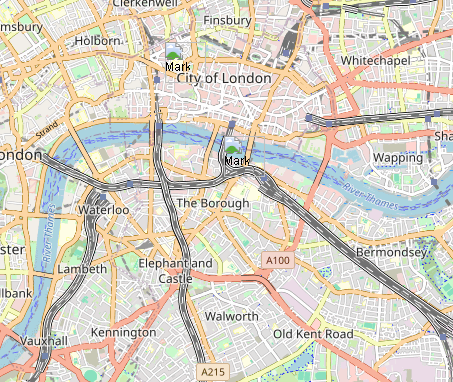 Clerkenwell
msbury
Finsbury
Holborn
Mark
City of London
Whitechapel
Strand
ondon
Mark
Wapping
Sha
River Thames
Waterloo
The Borough
River Thames
ster
Lambeth
Elephant and
Castle
A100
Bermondsey
llbank
Kennington
Walworth
Old Kent Road
Vauxhall
A215